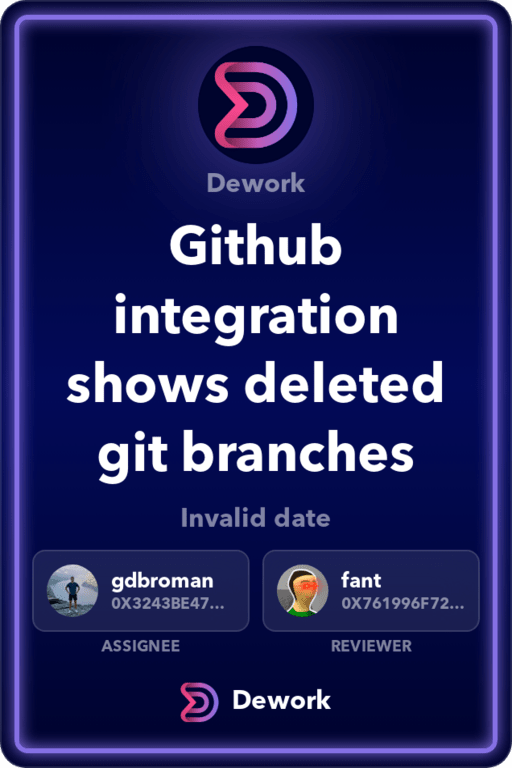 Dework
Github
integration
shows deleted
git branches
Invalid date
gdbroman
0X3243BE47...
ASSIGNEE
fant
0X761996F72...
REVIEWER
Dework